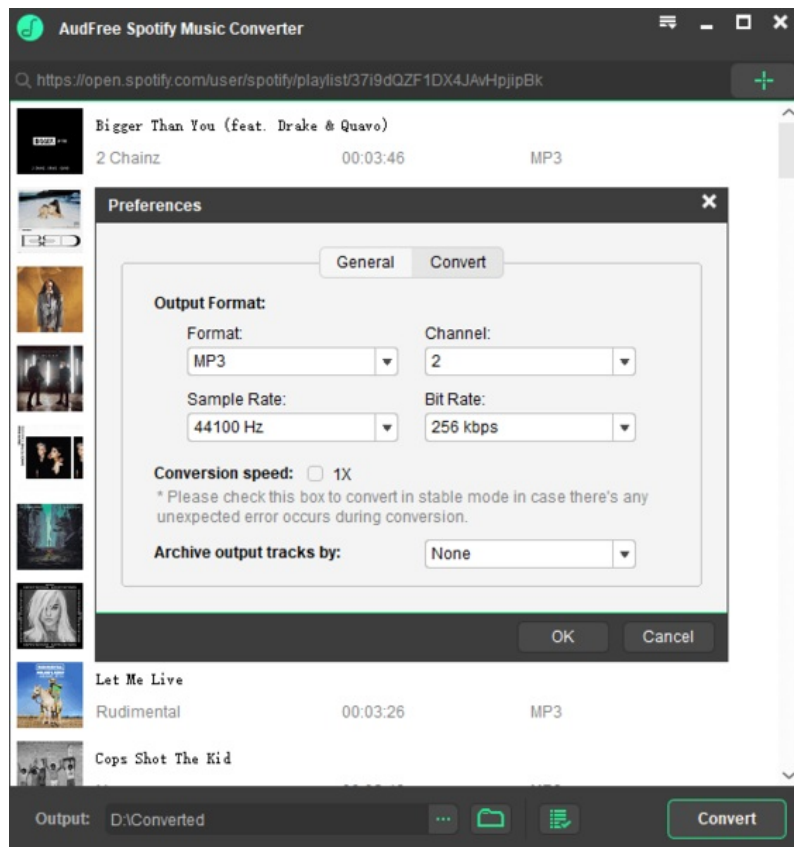 AudFree Spotify Music Converter
https://open.spotify.com/user/spotify/playlist/37i9dQZF1DX4JAvHpjipBk
Bigger Than You (feat. Drake & Quavo)
2 Chainz 00:03:46 MP3
Preferences
General Convert
Output Format:
Format: Channel:
MP3 2
Sample Rate: Bit Rate:
44100 Hz 256 kbps
Conversion speed: 1X
* Please check this box to convert in stable mode in case there's any
unexpected error occurs during conversion.
Archive output tracks by: None
OK Cancel
Let Me Live
Rudimental 00:03:26 MP3
Cops Shot The Kid
Output: D:\Converted ... Convert